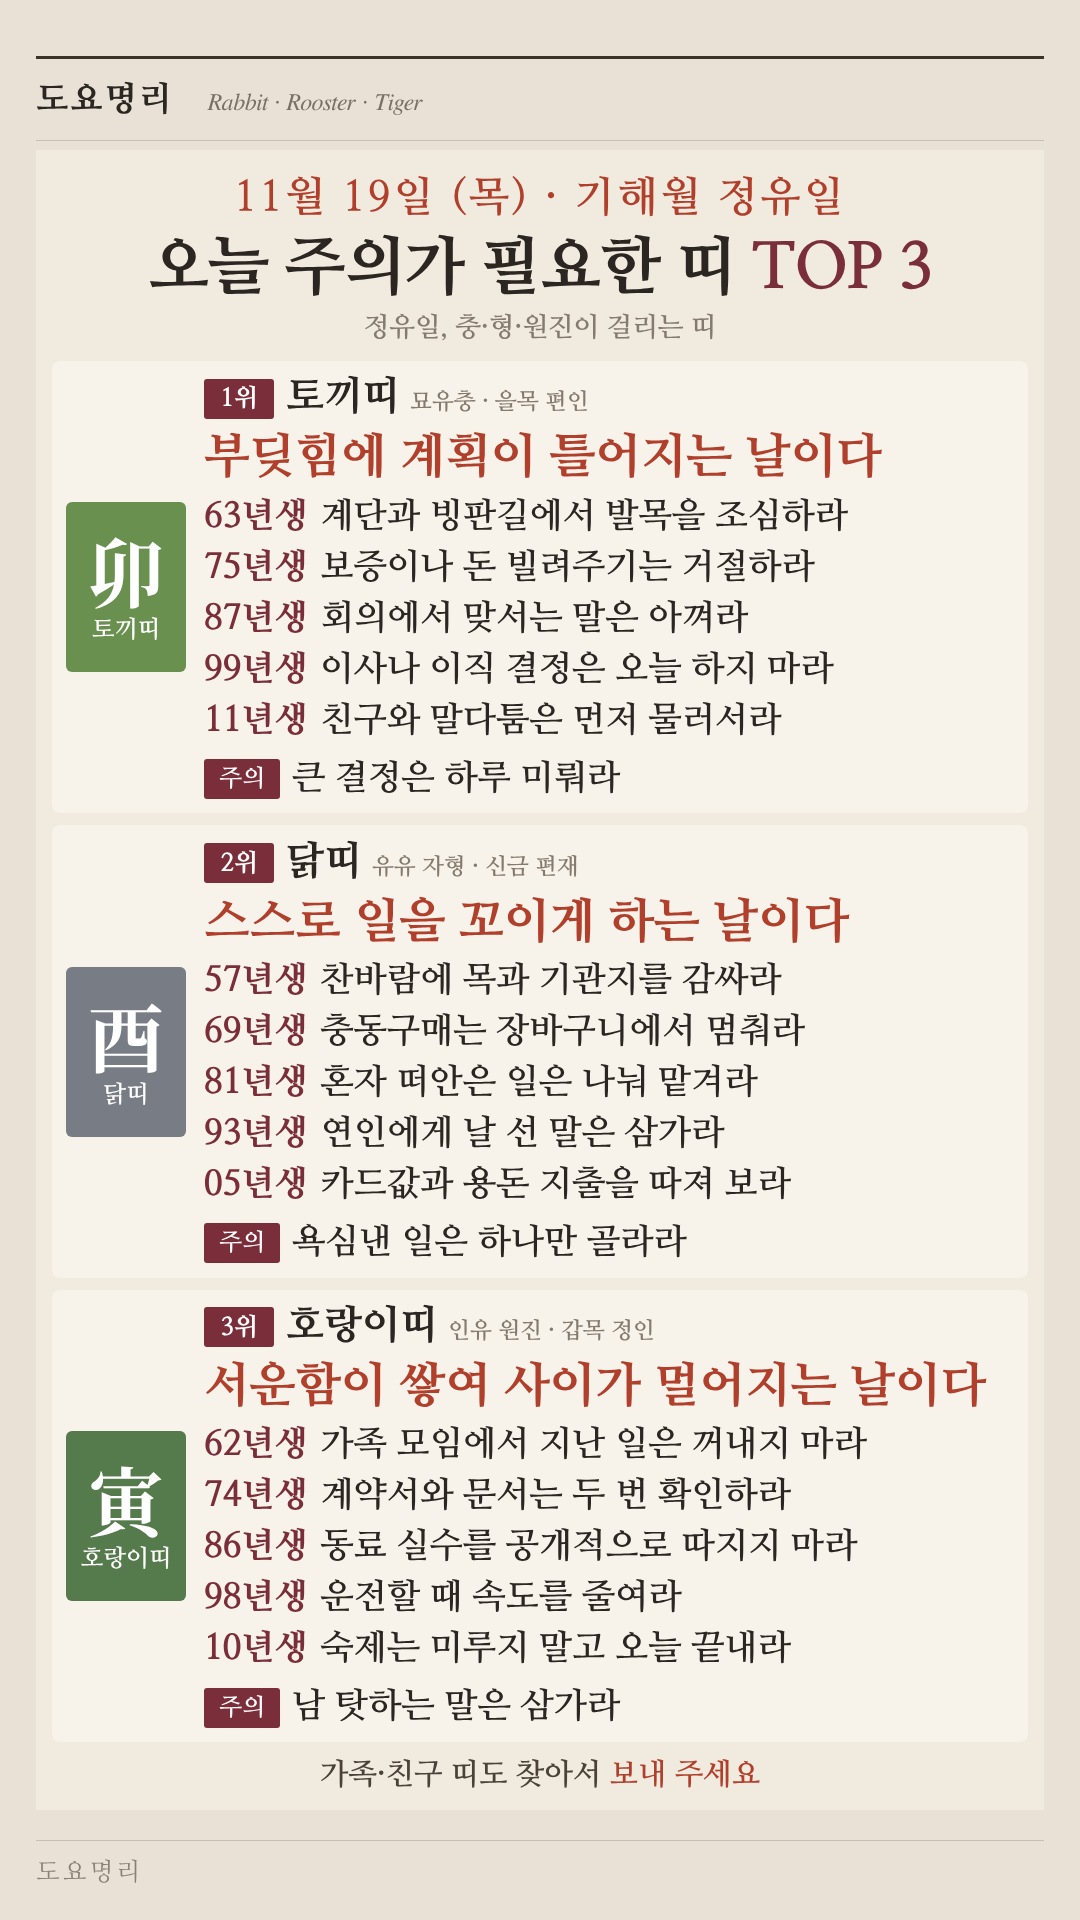 도요명리 Rabbit · Rooster · Tiger
11월 19일 (목) · 기해월 정유일
오늘 주의가 필요한 띠 TOP 3
정유일, 충·형·원진이 걸리는 띠
卯
토끼띠
1위 토끼띠 묘유충 · 을목 편인
부딪힘에 계획이 틀어지는 날이다
63년생 계단과 빙판길에서 발목을 조심하라
75년생 보증이나 돈 빌려주기는 거절하라
87년생 회의에서 맞서는 말은 아껴라
99년생 이사나 이직 결정은 오늘 하지 마라
11년생 친구와 말다툼은 먼저 물러서라
주의 큰 결정은 하루 미뤄라
酉
닭띠
2위 닭띠 유유 자형 · 신금 편재
스스로 일을 꼬이게 하는 날이다
57년생 찬바람에 목과 기관지를 감싸라
69년생 충동구매는 장바구니에서 멈춰라
81년생 혼자 떠안은 일은 나눠 맡겨라
93년생 연인에게 날 선 말은 삼가라
05년생 카드값과 용돈 지출을 따져 보라
주의 욕심낸 일은 하나만 골라라
寅
호랑이띠
3위 호랑이띠 인유 원진 · 갑목 정인
서운함이 쌓여 사이가 멀어지는 날이다
62년생 가족 모임에서 지난 일은 꺼내지 마라
74년생 계약서와 문서는 두 번 확인하라
86년생 동료 실수를 공개적으로 따지지 마라
98년생 운전할 때 속도를 줄여라
10년생 숙제는 미루지 말고 오늘 끝내라
주의 남 탓하는 말은 삼가라
가족·친구 띠도 찾아서 보내 주세요
도요명리